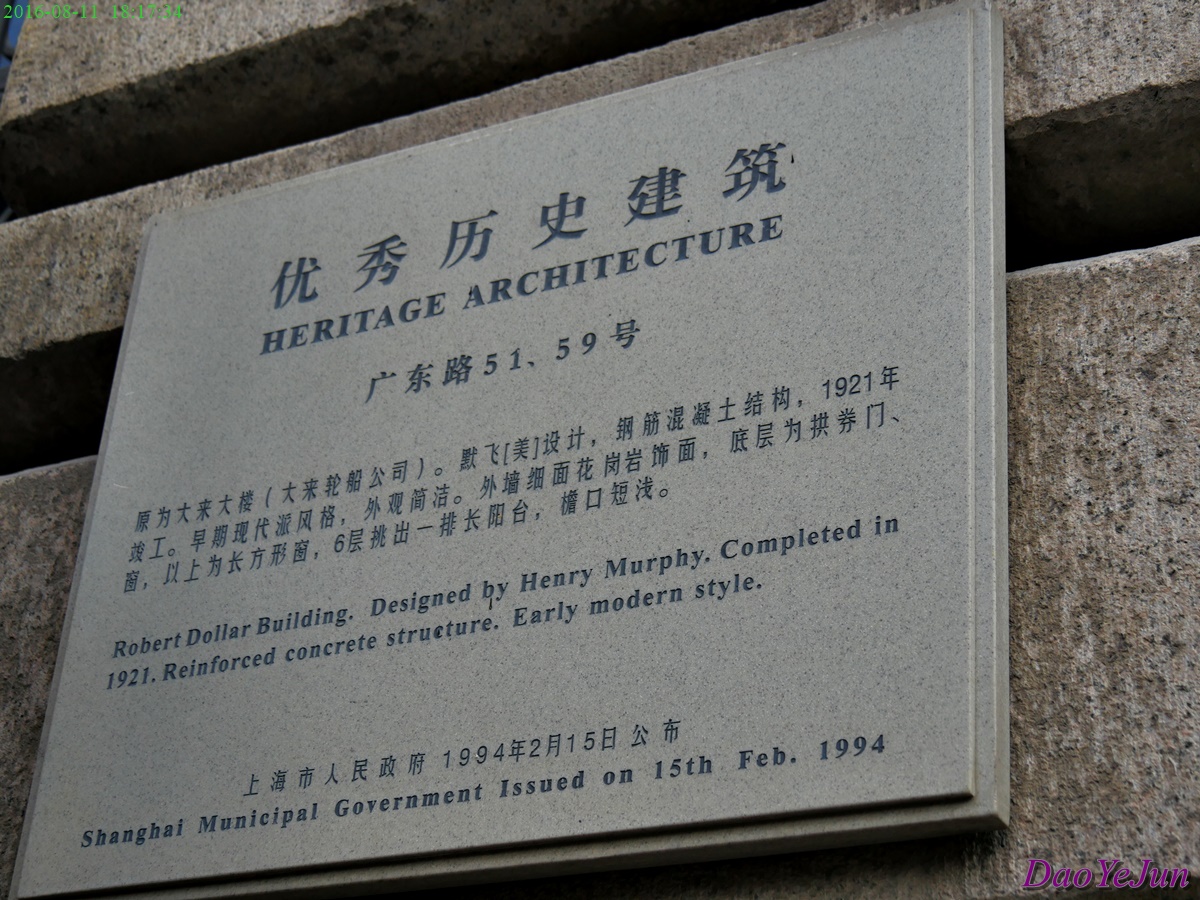 2016-08-11 18:17:34
优秀历史建筑
HERITAGE ARCHITECTURE
广东路51、59号
原为大来大楼（大来轮船公司）。默飞[美]设计，钢筋混凝土结构，1921年
竣工。早期现代派风格，外观简洁。外墙细面花岗岩饰面，底层为拱券门、
窗，以上为长方形窗，6层挑出一排长阳台，檐口短浅。
Robert Dollar Building. Designed by Henry Murphy. Completed in
1921. Reinforced concrete structure. Early modern style.
上海市人民政府 1994年2月15日公布
Shanghai Municipal Government Issued on 15th Feb. 1994
DaoYeJun